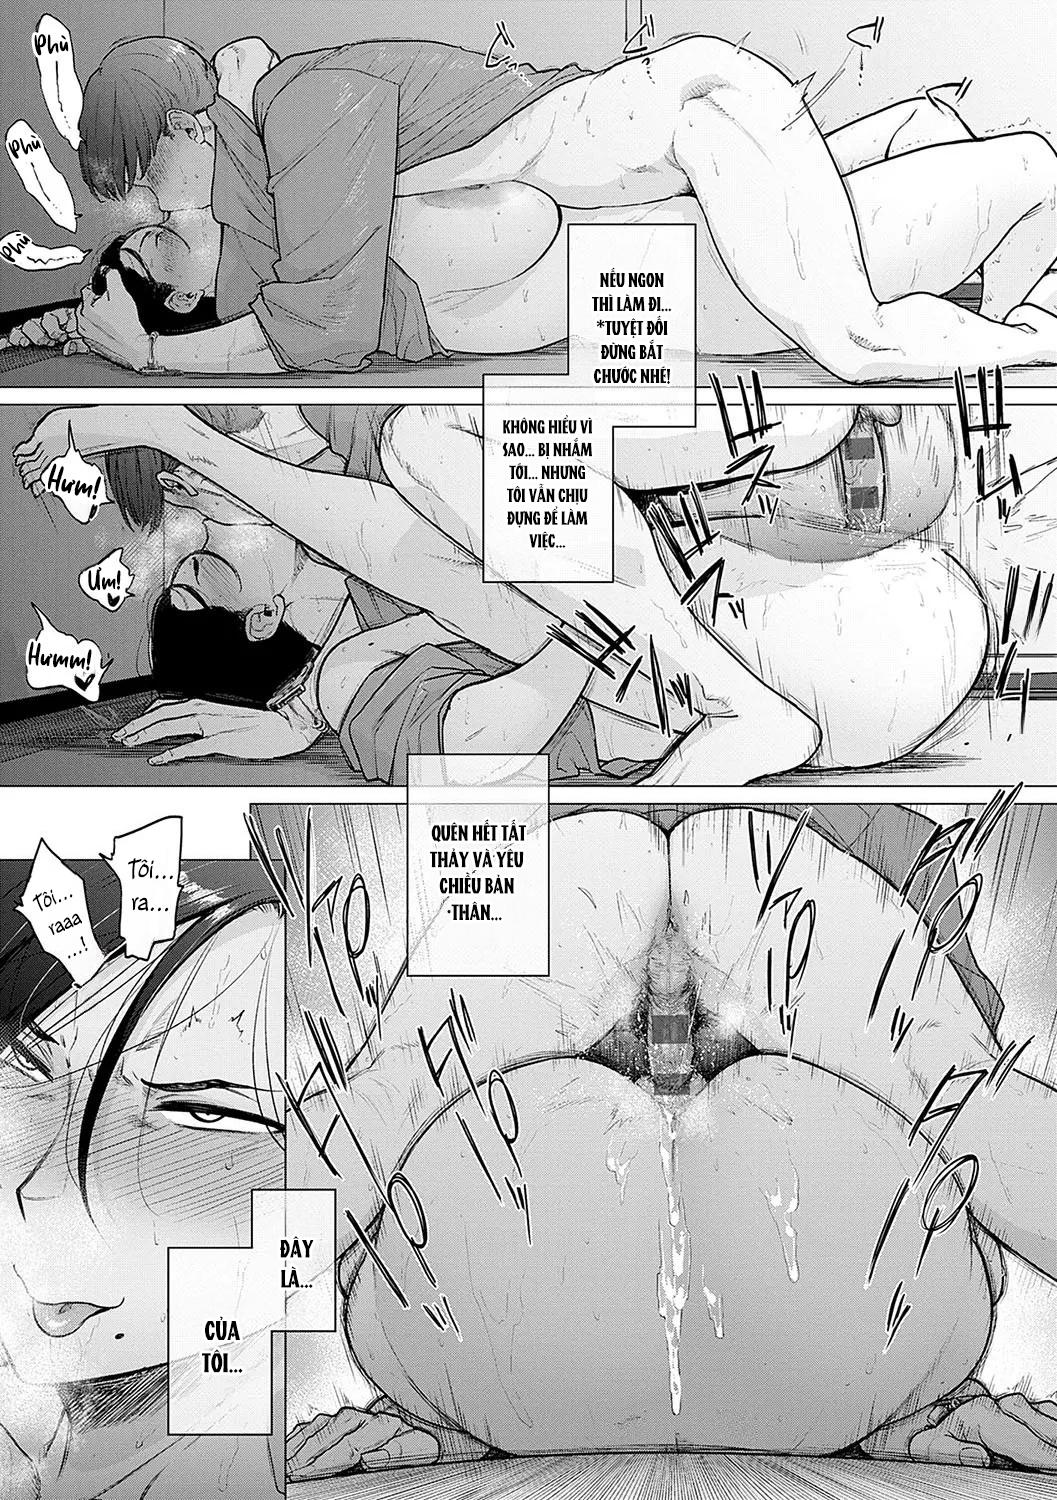 Phù
Phù
Phù
NẾU NGON
THÌ LÀM ĐI...
*TUYỆT ĐỐI
ĐỪNG BẮT
CHƯỚC NHÉ!
KHÔNG HIỂU VÌ
SAO... BỊ NHẮM
TỚI... NHƯNG
TÔI VẪN CHỊU
ĐỰNG ĐỂ LÀM
VIỆC...
Hưm!
Ưm!
Hưmm!
QUÊN HẾT TẤT
THẢY VÀ YÊU
CHIỀU BẢN
THÂN...
Tôi...
ra...
Tôi...
raaa
...!
ĐÂY
LÀ...
CỦA
TÔI...